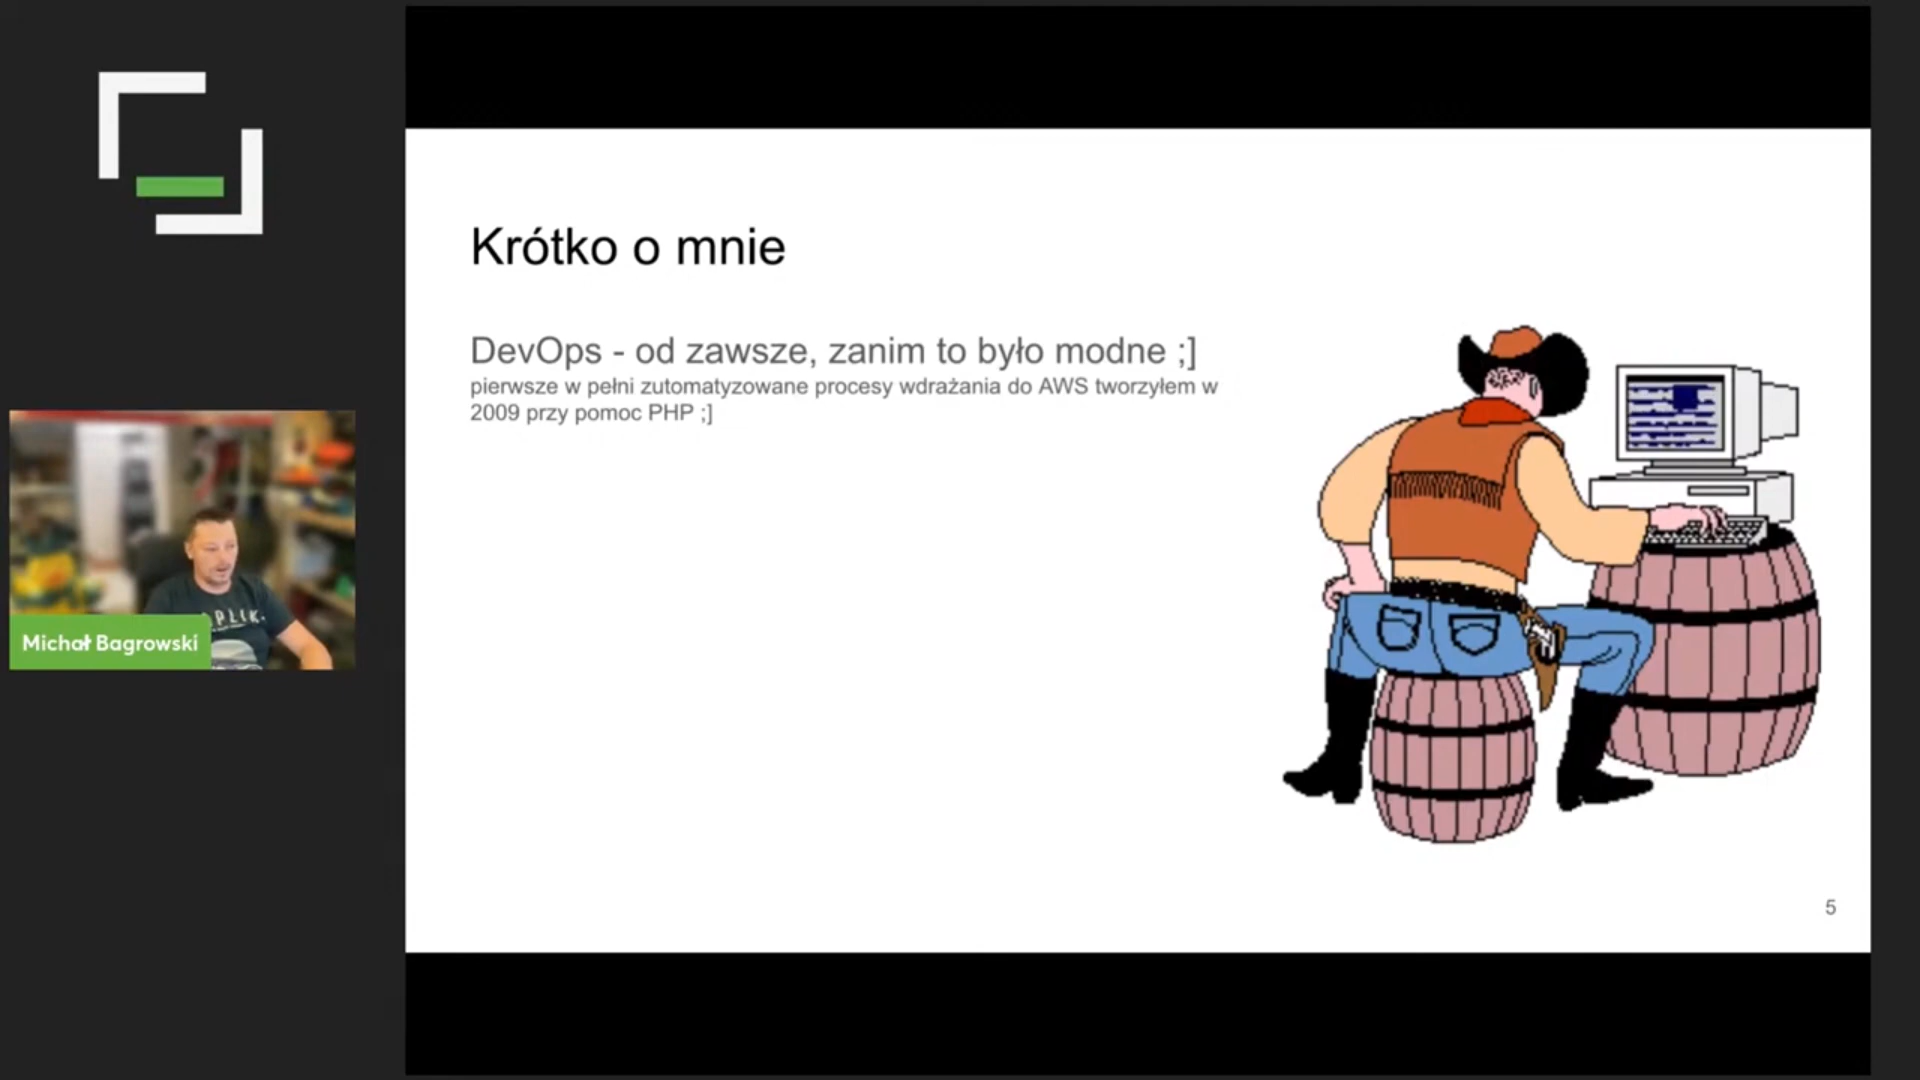 Krótko o mnie
DevOps - od zawsze, zanim to było modne ;]
pierwsze w pełni zutomatyzowane procesy wdrażania do AWS tworzyłem w
2009 przy pomoc PHP ;]
Michał Bagrowski
5